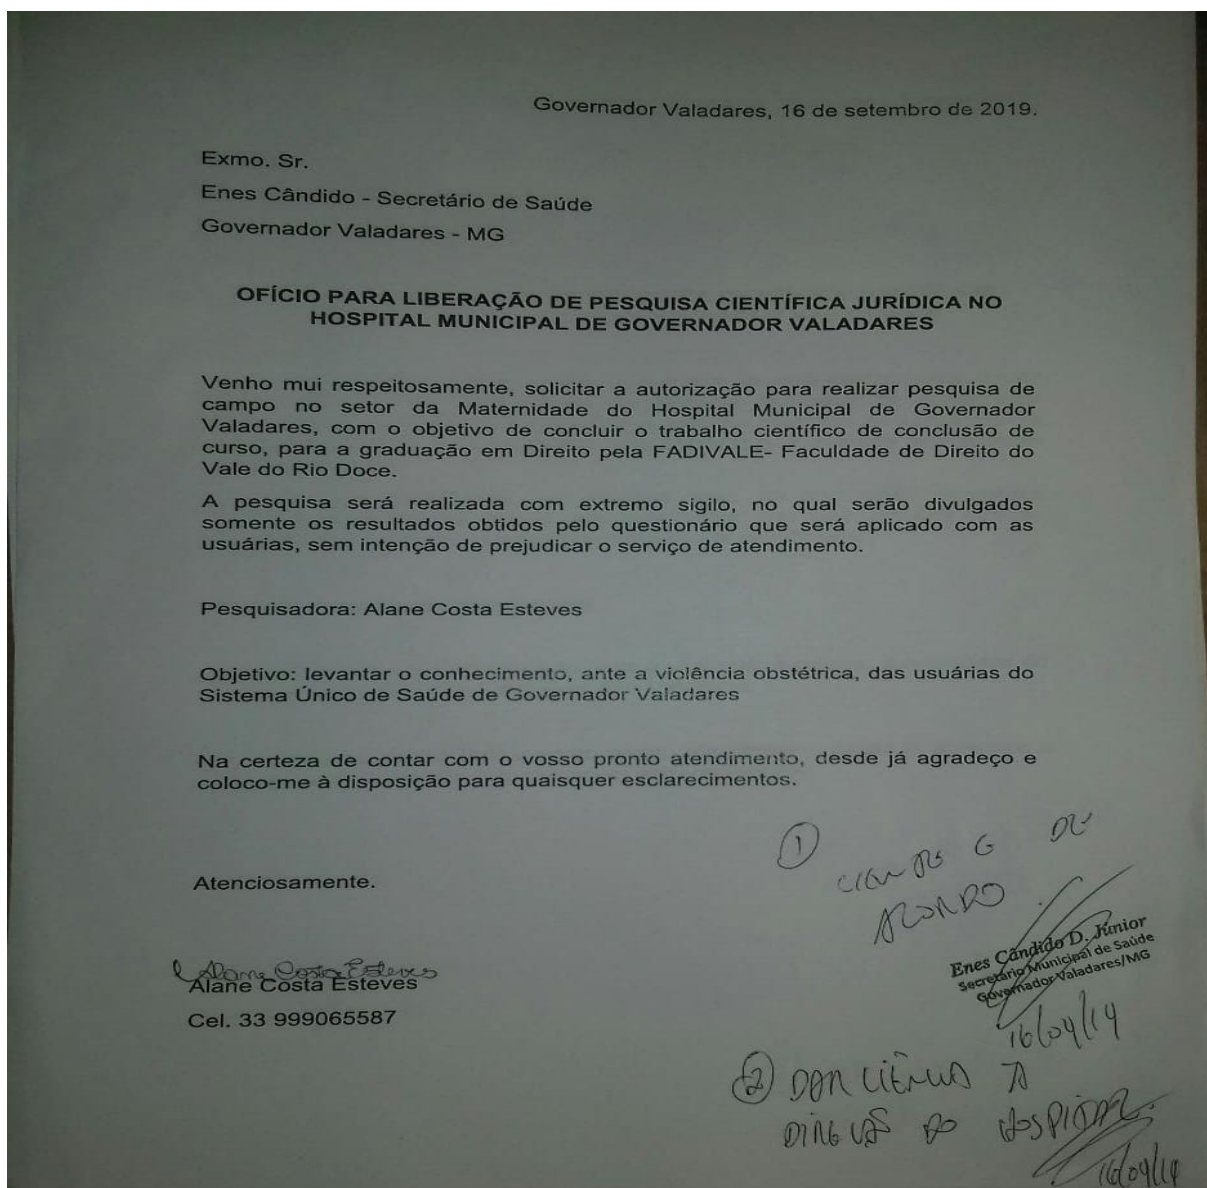 Governador Valadares, 16 de setembro de 2019.
Exmo. Sr.
Enes Cândido - Secretário de Saúde
Governador Valadares - MG
OFÍCIO PARA LIBERAÇÃO DE PESQUISA CIENTÍFICA JURÍDICA NO
HOSPITAL MUNICIPAL DE GOVERNADOR VALADARES
Venho mui respeitosamente, solicitar a autorização para realizar pesquisa de
campo no setor da Maternidade do Hospital Municipal de Governador
Valadares, com o objetivo de concluir o trabalho científico de conclusão de
curso, para a graduação em Direito pela FADIVALE- Faculdade de Direito do
Vale do Rio Doce.
A pesquisa será realizada com extremo sigilo, no qual serão divulgados
somente os resultados obtidos pelo questionário que será aplicado com as
usuárias, sem intenção de prejudicar o serviço de atendimento.
Pesquisadora: Alane Costa Esteves
Objetivo: levantar o conhecimento, ante a violência obstétrica, das usuárias do
Sistema Único de Saúde de Governador Valadares
Na certeza de contar com o vosso pronto atendimento, desde já agradeço e
coloco-me à disposição para quaisquer esclarecimentos.
Atenciosamente.
Alane Costa Esteves
Alane Costa Esteves
Cel. 33 999065587
1
DE
ACORDO
Enes Cândido D. Júnior
Secretário Municipal de Saúde
Governador Valadares/MG
2 DAR CIÊNCIA A
DO HOSPITAL